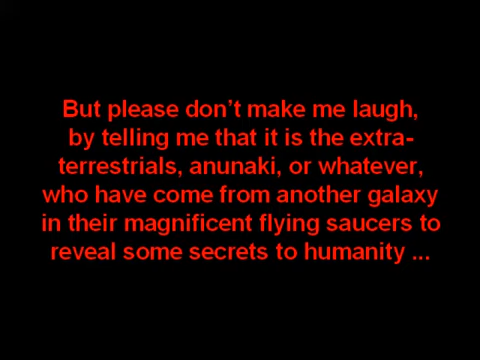 But please don’t make me laugh,
by telling me that it is the extra-
terrestrials, anunaki, or whatever,
who have come from another galaxy
in their magnificent flying saucers to
reveal some secrets to humanity ...